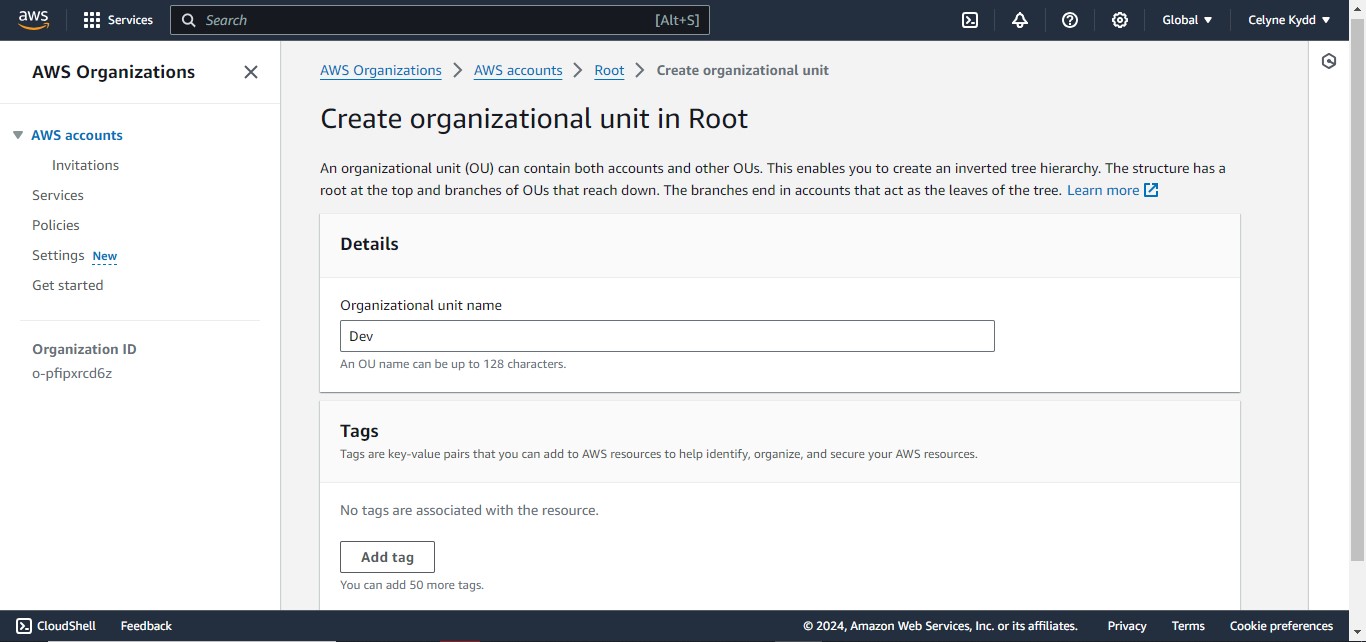 aws
Services
Search
[Alt+S]
Global
Celyne Kydd
AWS Organizations
AWS accounts
Invitations
Services
Policies
Settings New
Get started
Organization ID
o-pfipxrcd6z
AWS Organizations > AWS accounts > Root > Create organizational unit
Create organizational unit in Root
An organizational unit (OU) can contain both accounts and other OUs. This enables you to create an inverted tree hierarchy. The structure has a
root at the top and branches of OUs that reach down. The branches end in accounts that act as the leaves of the tree. Learn more
Details
Organizational unit name
Dev
An OU name can be up to 128 characters.
Tags
Tags are key-value pairs that you can add to AWS resources to help identify, organize, and secure your AWS resources.
No tags are associated with the resource.
Add tag
You can add 50 more tags.
CloudShell
Feedback
© 2024, Amazon Web Services, Inc. or its affiliates.
Privacy
Terms
Cookie preferences